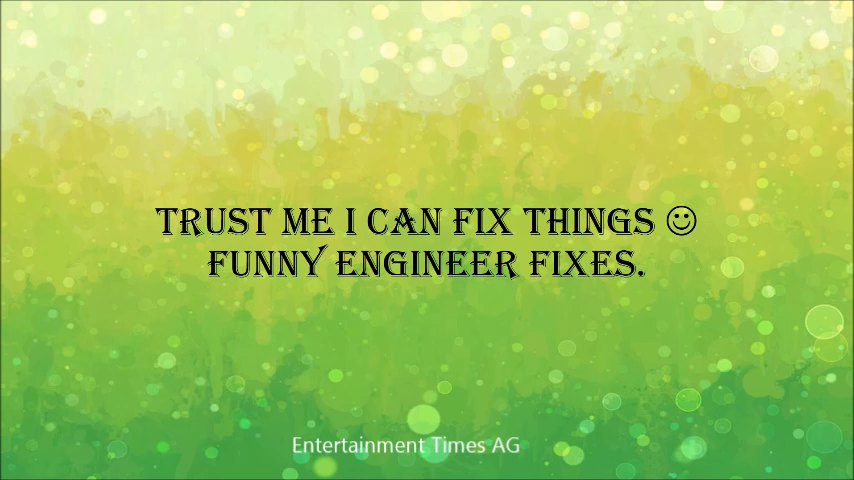 TRUST ME I CAN FIX THINGS ☺
FUNNY ENGINEER FIXES.
Entertainment Times AG